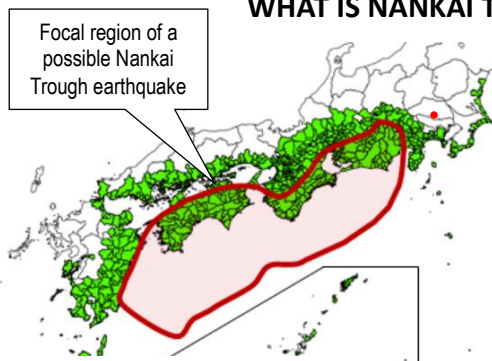 WHAT IS NANKAI T
Focal region of a
possible Nankai
Trough earthquake